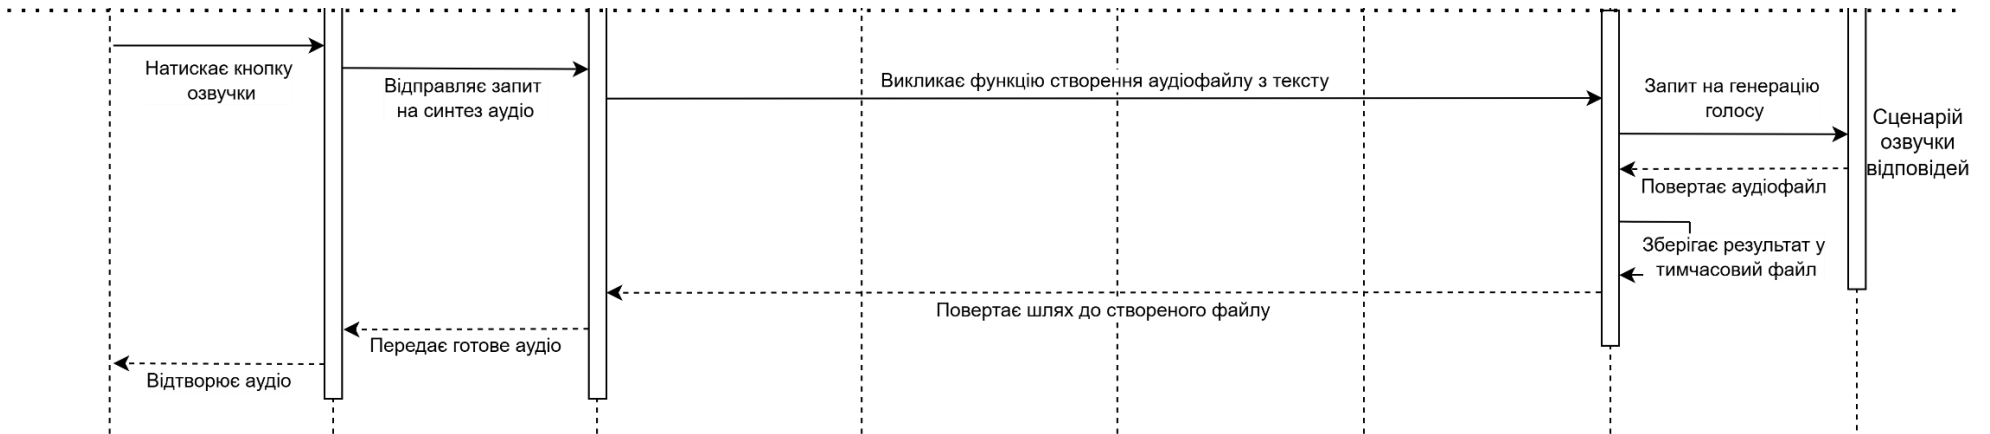 Натискає кнопку
озвучки
Відправляє запит
на синтез аудіо
Викликає функцію створення аудіофайлу з тексту
Запит на генерацію
голосу
Сценарій
озвучки
відповідей
Повертає аудіофайл
Зберігає результат у
тимчасовий файл
Повертає шлях до створеного файлу
Передає готове аудіо
Відтворює аудіо